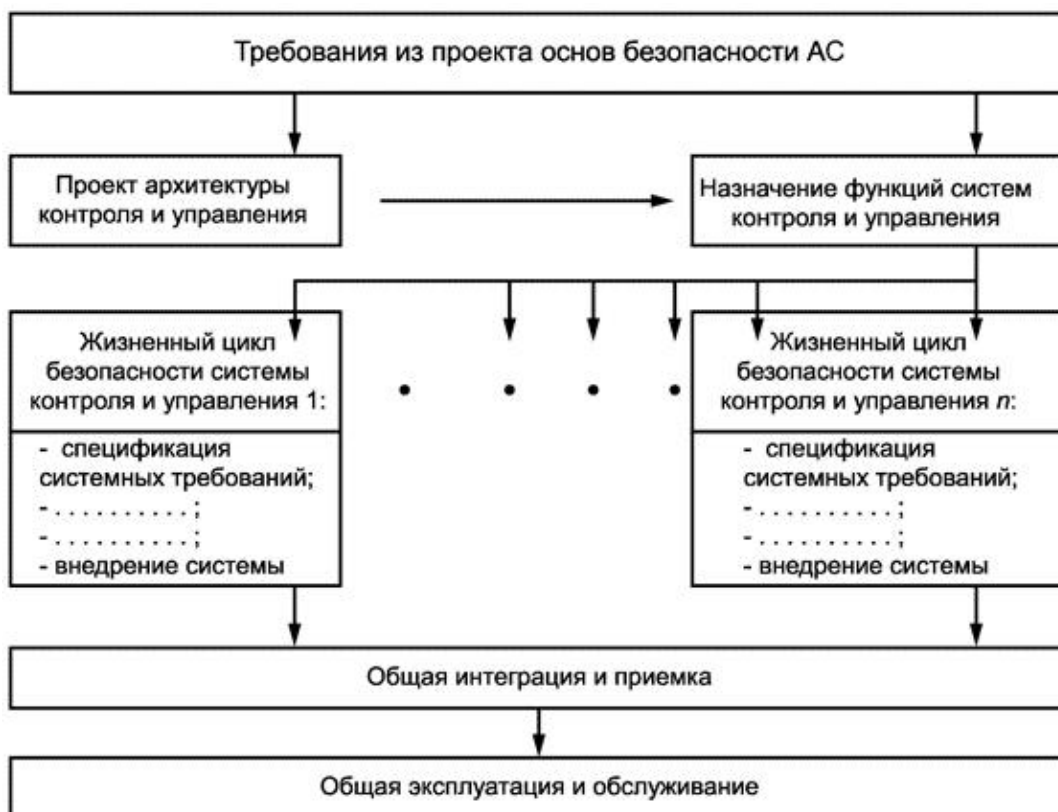 Требования из проекта основ безопасности АС
Проект архитектуры
контроля и управления
Назначение функций систем
контроля и управления
Жизненный цикл
безопасности системы
контроля и управления 1:
- спецификация
системных требований;
- . . . . . . . . . . ;
- . . . . . . . . . . ;
- внедрение системы
Жизненный цикл
безопасности системы
контроля и управления n:
- спецификация
системных требований;
- . . . . . . . . . . ;
- . . . . . . . . . . ;
- внедрение системы
Общая интеграция и приемка
Общая эксплуатация и обслуживание